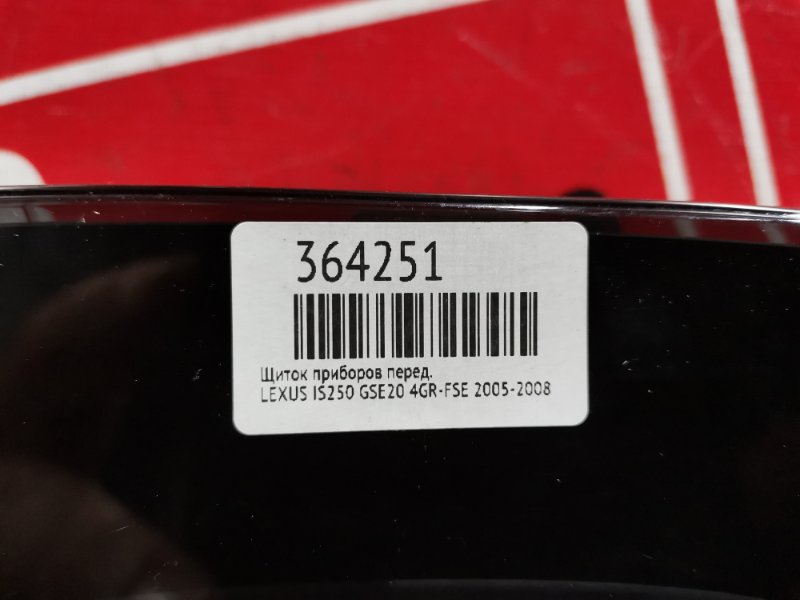 364251
Щиток приборов перед.
LEXUS IS250 GSE20 4GR-FSE 2005-2008